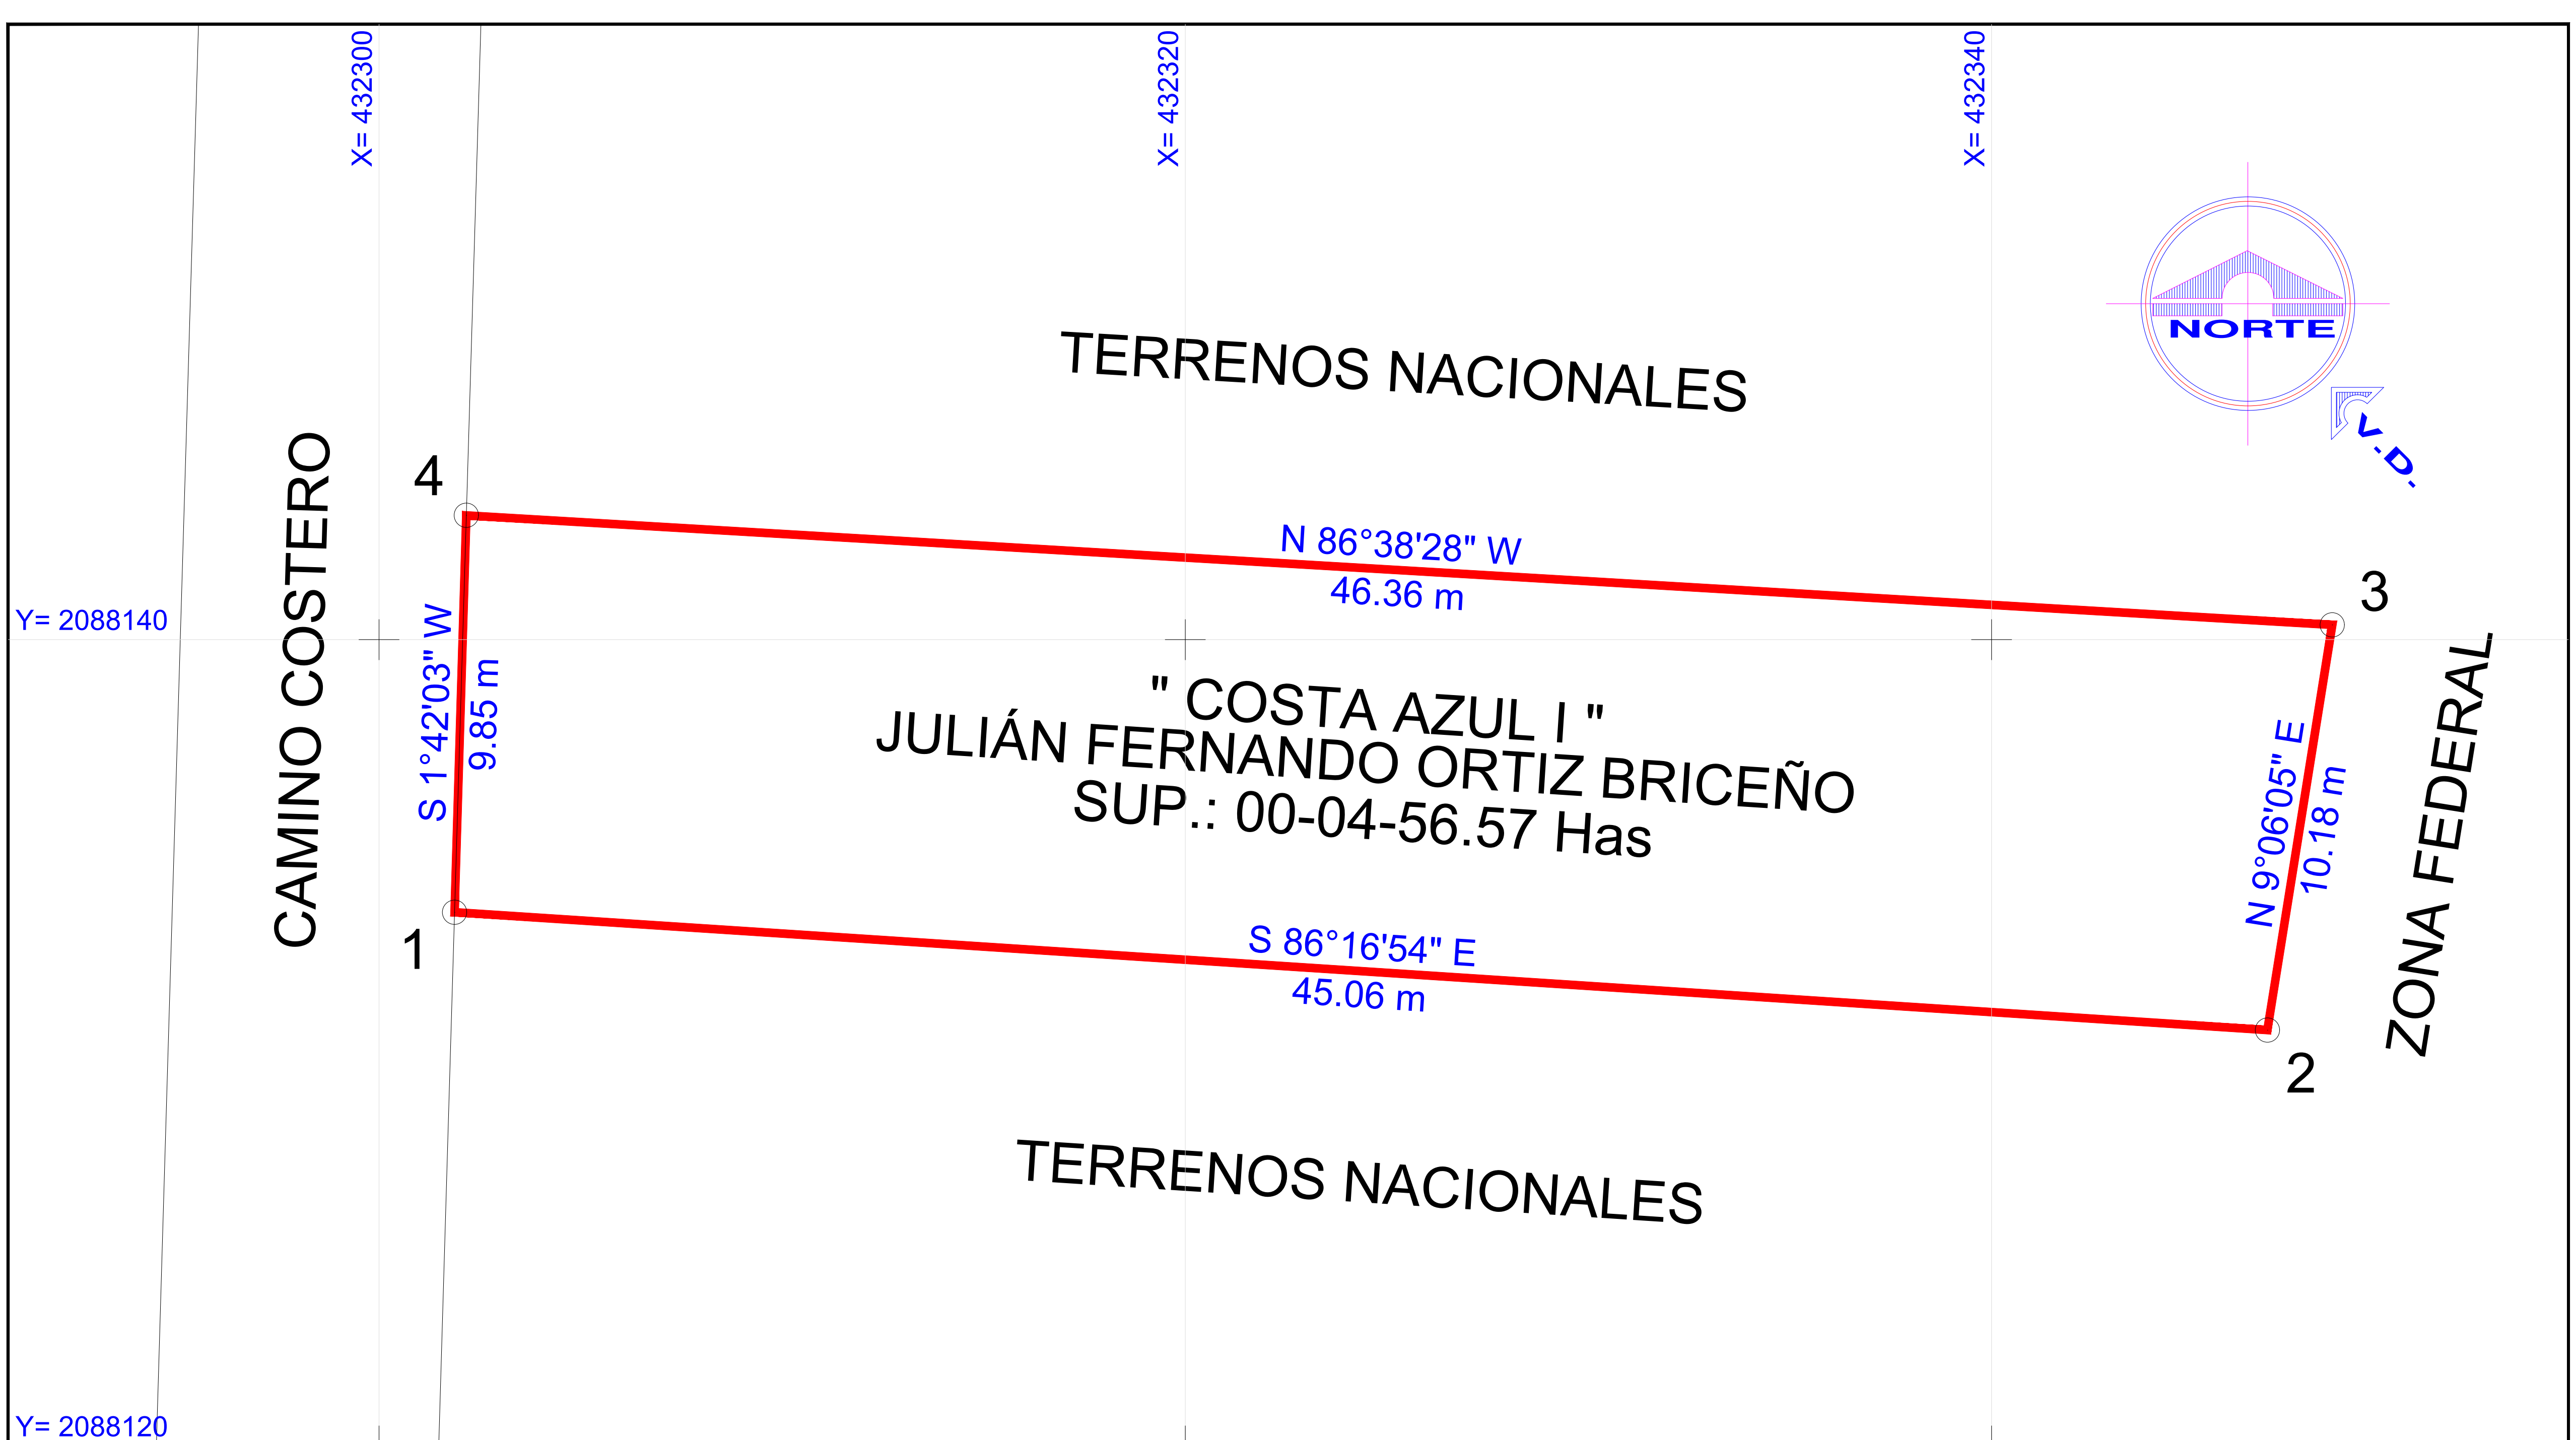 X= 432300
X= 432320
X= 432340
NORTE
V.D.
TERRENOS NACIONALES
CAMINO COSTERO
4
N 86°38'28" W
46.36 m
3
Y= 2088140
S 1°42'03" W
9.85 m
" COSTA AZUL I "
JULIÁN FERNANDO ORTIZ BRICEÑO
SUP.: 00-04-56.57 Has
N 9°06'05" E
10.18 m
ZONA FEDERAL
1
S 86°16'54" E
45.06 m
2
TERRENOS NACIONALES
Y= 2088120